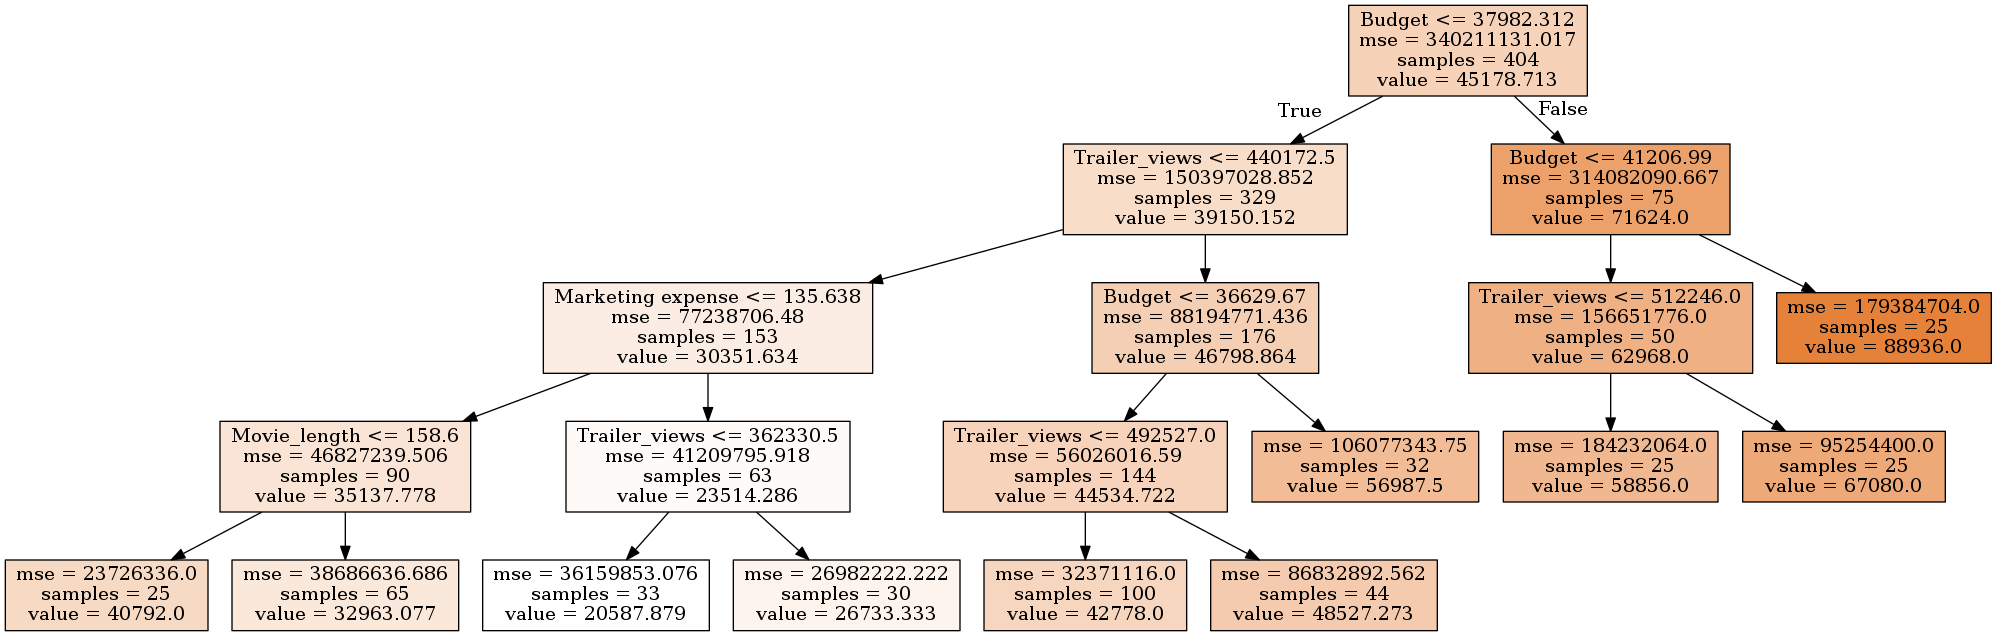 Budget <= 37982.312
mse = 340211131.017
samples = 404
value = 45178.713
True
False
Trailer_views <= 440172.5
mse = 150397028.852
samples = 329
value = 39150.152
Budget <= 41206.99
mse = 314082090.667
samples = 75
value = 71624.0
Marketing expense <= 135.638
mse = 77238706.48
samples = 153
value = 30351.634
Budget <= 36629.67
mse = 88194771.436
samples = 176
value = 46798.864
Trailer_views <= 512246.0
mse = 156651776.0
samples = 50
value = 62968.0
mse = 179384704.0
samples = 25
value = 88936.0
Movie_length <= 158.6
mse = 46827239.506
samples = 90
value = 35137.778
Trailer_views <= 362330.5
mse = 41209795.918
samples = 63
value = 23514.286
Trailer_views <= 492527.0
mse = 56026016.59
samples = 144
value = 44534.722
mse = 106077343.75
samples = 32
value = 56987.5
mse = 184232064.0
samples = 25
value = 58856.0
mse = 95254400.0
samples = 25
value = 67080.0
mse = 23726336.0
samples = 25
value = 40792.0
mse = 38686636.686
samples = 65
value = 32963.077
mse = 36159853.076
samples = 33
value = 20587.879
mse = 26982222.222
samples = 30
value = 26733.333
mse = 32371116.0
samples = 100
value = 42778.0
mse = 86832892.562
samples = 44
value = 48527.273